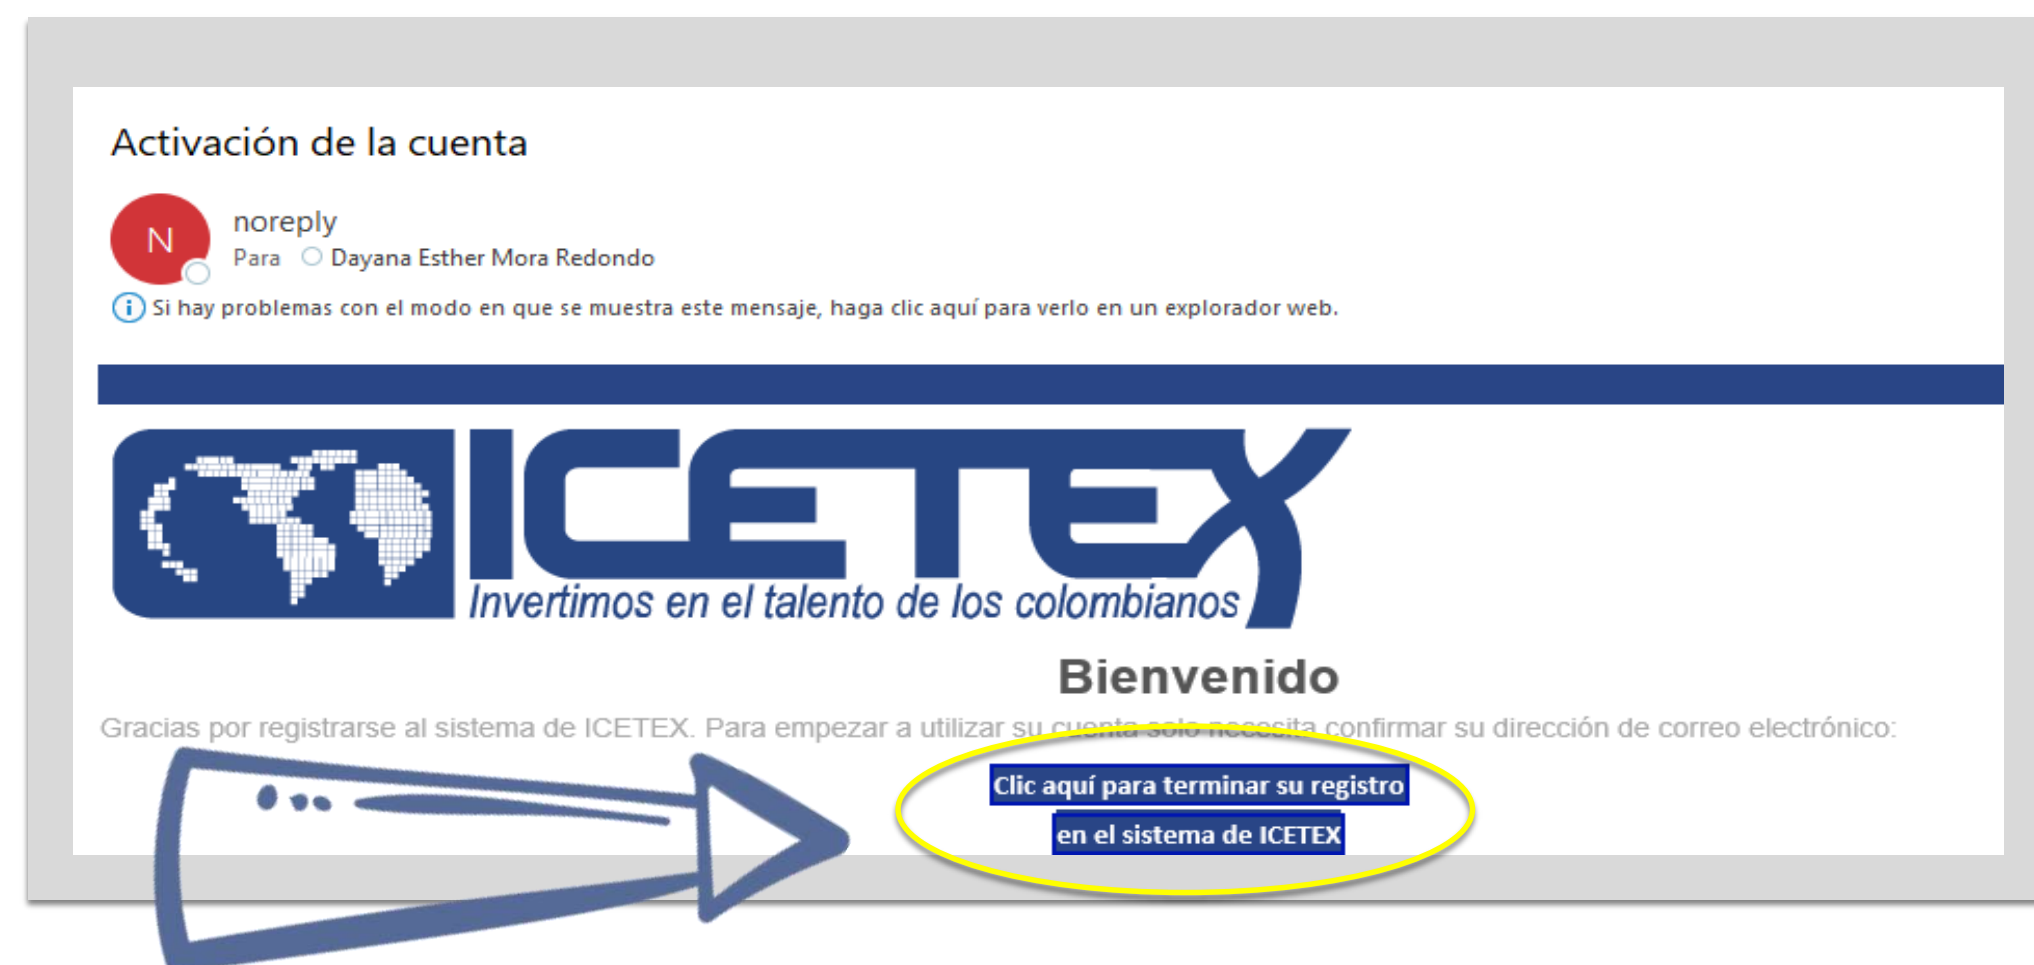 Activación de la cuenta
N
noreply
Para Dayana Esther Mora Redondo
Si hay problemas con el modo en que se muestra este mensaje, haga clic aquí para verlo en un explorador web.
ICETEX
Invertimos en el talento de los colombianos
Bienvenido
Gracias por registrarse al sistema de ICETEX. Para empezar a utilizar su cuenta solo necesita confirmar su dirección de correo electrónico:
Clic aquí para terminar su registro
en el sistema de ICETEX